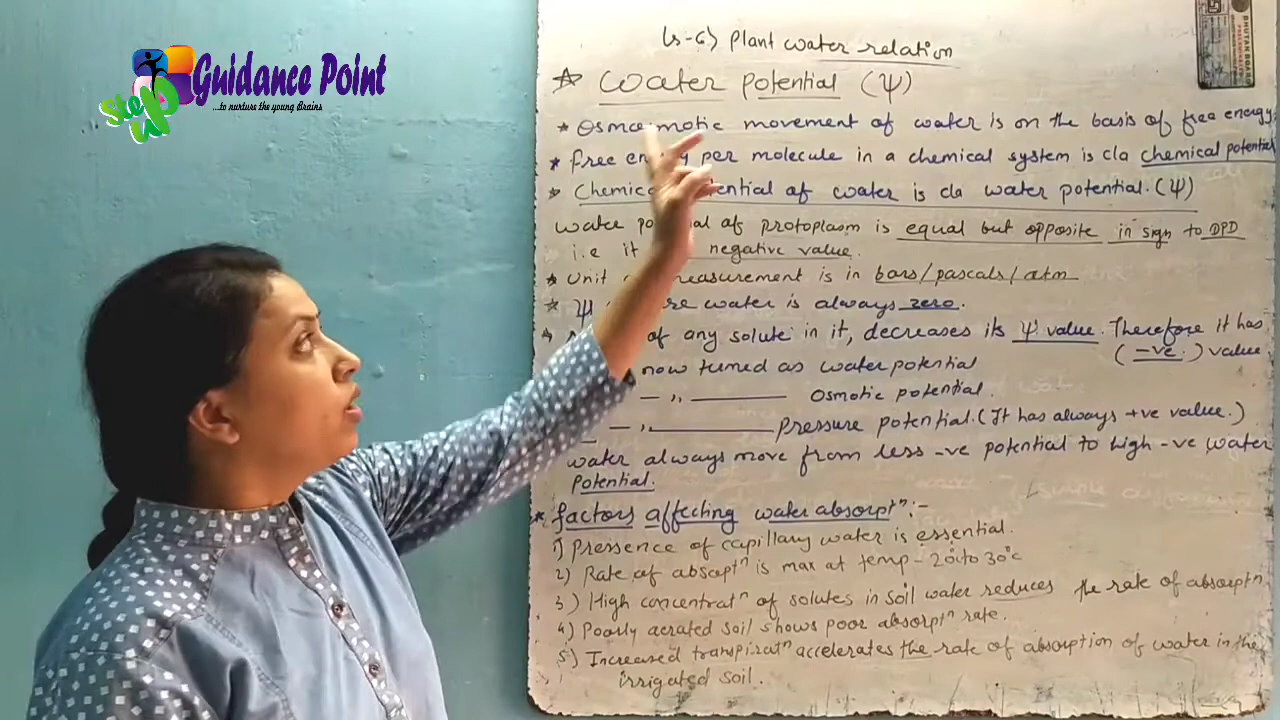 Step up
Guidance Point
...to nurture the young Brains
BHUTAN BOARD
(s-6) Plant water relation
☆ Water potential (Ψ)
* Osmosmotic movement of water is on the basis of free energy
* free energy per molecule in a chemical system is cla chemical potential
* Chemical potential of water is cla water potential. (Ψ)
water potential of protoplasm is equal but opposite in sign to DPD
i.e it negative value.
* Unit measurement is in bars/pascals/atm
* Ψ water is always zero.
of any solute in it, decreases its Ψ value. Therefore it has
(-ve.) value
now turned as water potential
— ,, ——— Osmotic potential.
— ,, ——— pressure potential. (It has always +ve value.)
water always move from less -ve potential to high -ve water
potential.
* factors affecting water absorptⁿ:-
1) Pressence of capillary water is essential.
2) Rate of absorptⁿ is max at temp - 20°c to 30°c
3) High concentratⁿ of solutes in soil water reduces the rate of absorptⁿ
4) Poorly aerated soil shows poor absorptⁿ rate.
5) Increased transpiratⁿ accelerates the rate of absorption of water in the
irrigated soil.